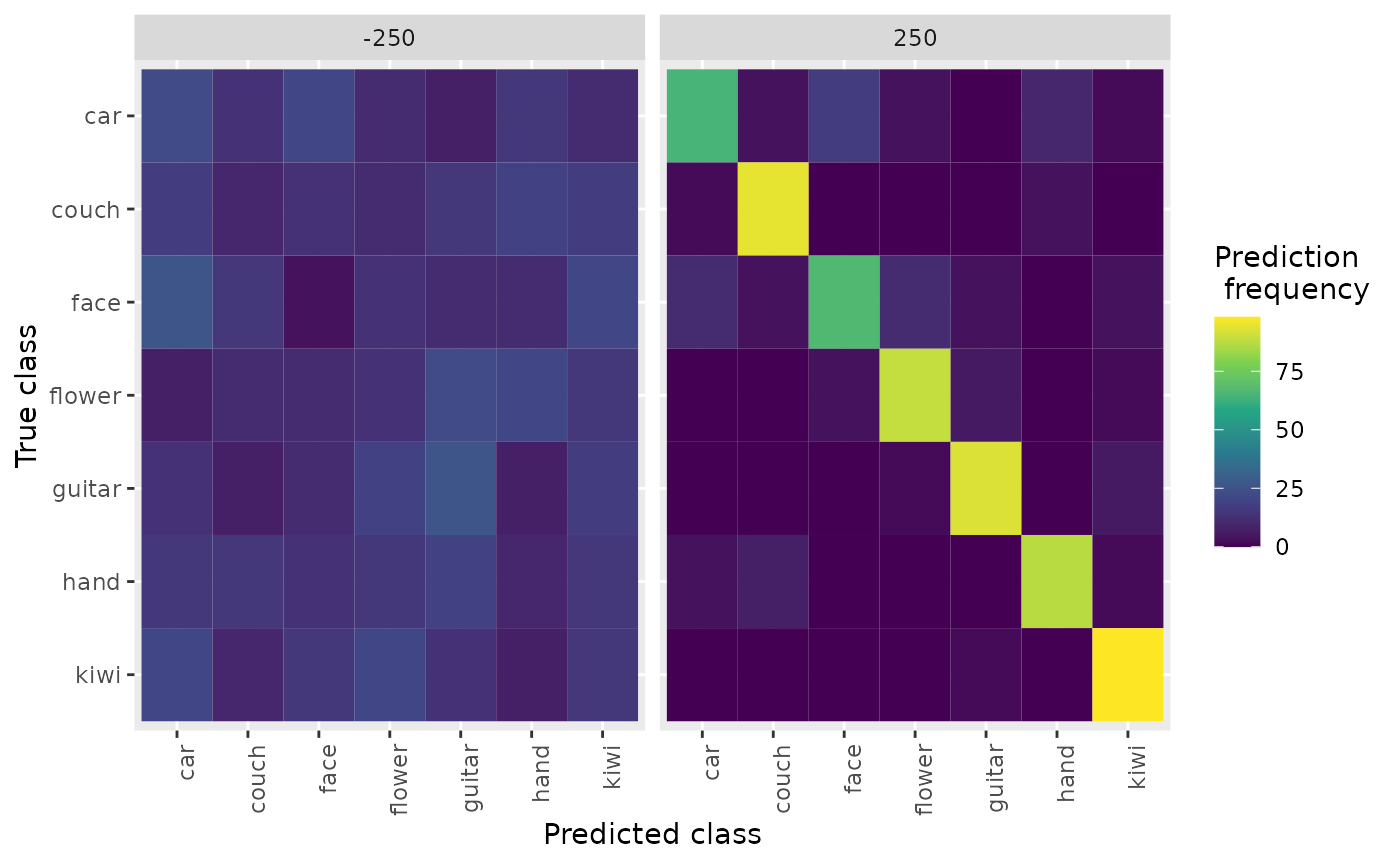 -250
250
True class
car
couch
face
flower
guitar
hand
kiwi
car
couch
face
flower
guitar
hand
kiwi
car
couch
face
flower
guitar
hand
kiwi
Predicted class
Prediction
frequency
75
50
25
0